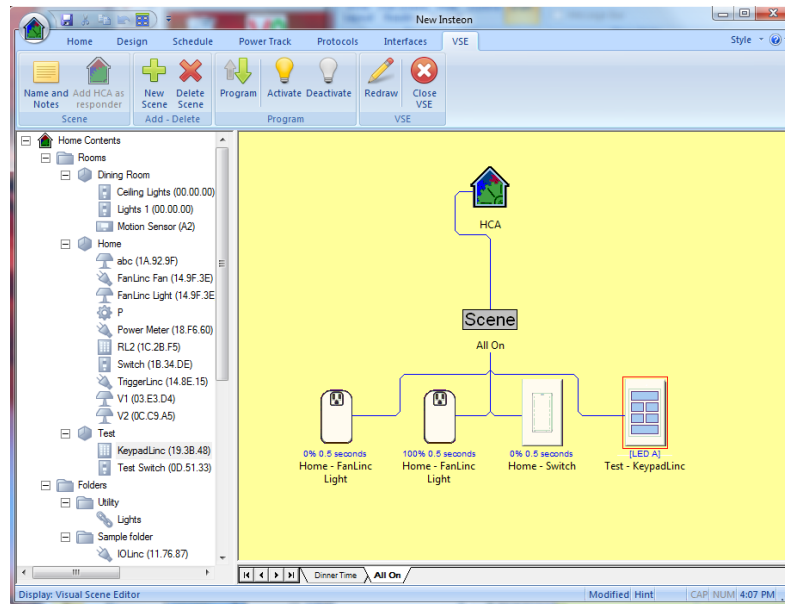 New Insteon
Home Design Schedule Power Track Protocols Interfaces VSE Style
Name and Notes
Add HCA as responder
New Scene
Delete Scene
Program
Activate
Deactivate
Redraw
Close VSE
Scene
Add - Delete
Program
VSE
Home Contents
Rooms
Dining Room
Ceiling Lights (00.00.00)
Lights 1 (00.00.00)
Motion Sensor (A2)
Home
abc (1A.92.9F)
FanLinc Fan (14.9F.3E)
FanLinc Light (14.9F.3E
P
Power Meter (18.F6.60)
RL2 (1C.2B.F5)
Switch (1B.34.DE)
TriggerLinc (14.8E.15)
V1 (03.E3.D4)
V2 (0C.C9.A5)
Test
KeypadLinc (19.3B.48)
Test Switch (0D.51.33)
Folders
Utility
Lights
Sample folder
IOLinc (11.76.87)
HCA
Scene
All On
0% 0.5 seconds
Home - FanLinc
Light
100% 0.5 seconds
Home - FanLinc
Light
0% 0.5 seconds
Home - Switch
[LED A]
Test - KeypadLinc
Dinner Time All On
Display: Visual Scene Editor
Modified Hint CAP NUM 4:07 PM